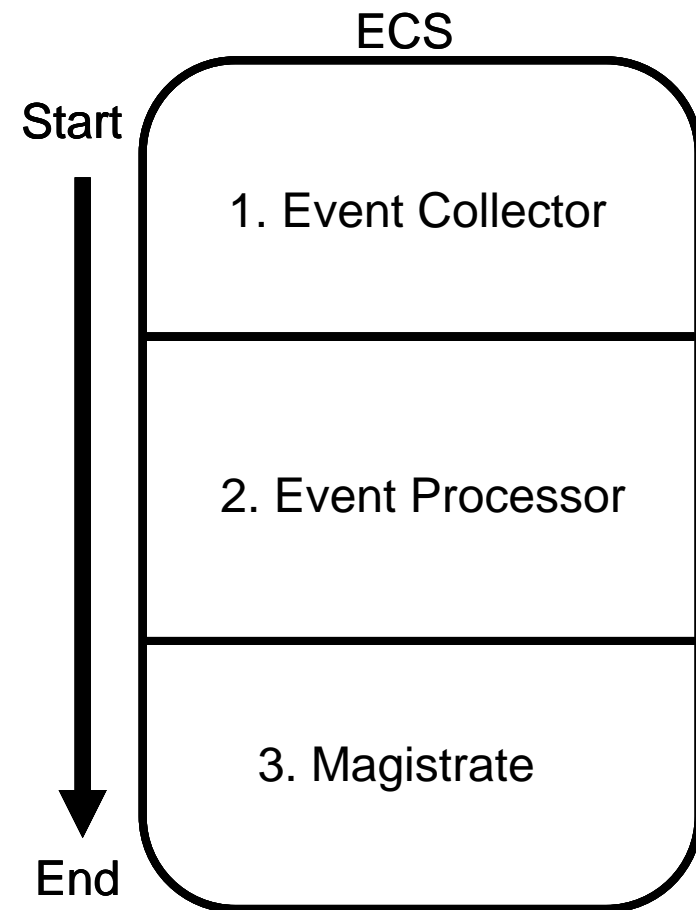 ECS
Start
1. Event Collector
2. Event Processor
3. Magistrate
End